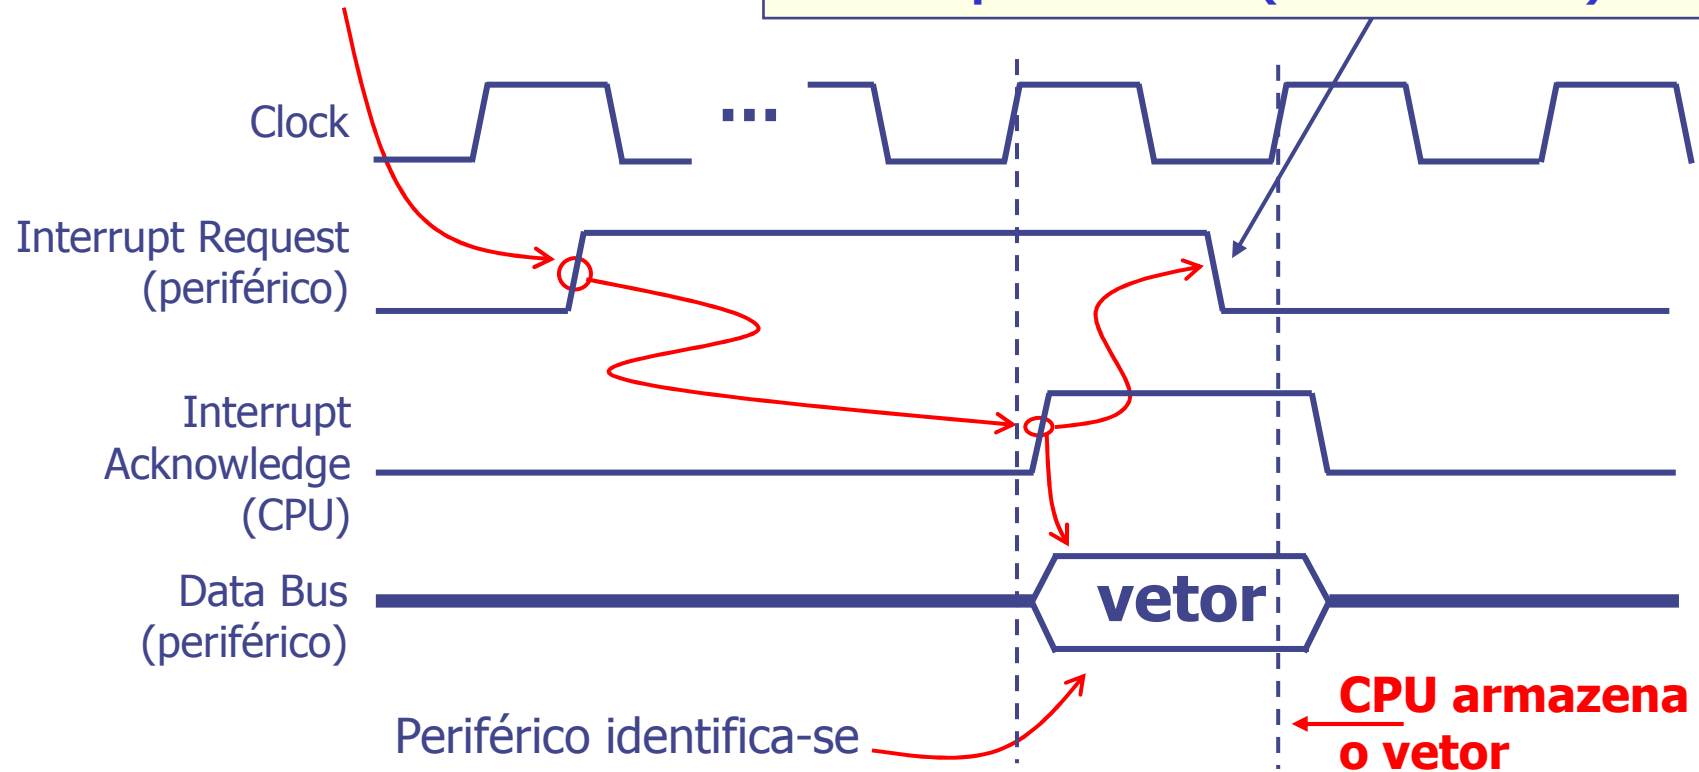 Clock
...
Interrupt Request
(periférico)
Interrupt
Acknowledge
(CPU)
Data Bus
(periférico)
vetor
Periférico identifica-se
CPU armazena
o vetor